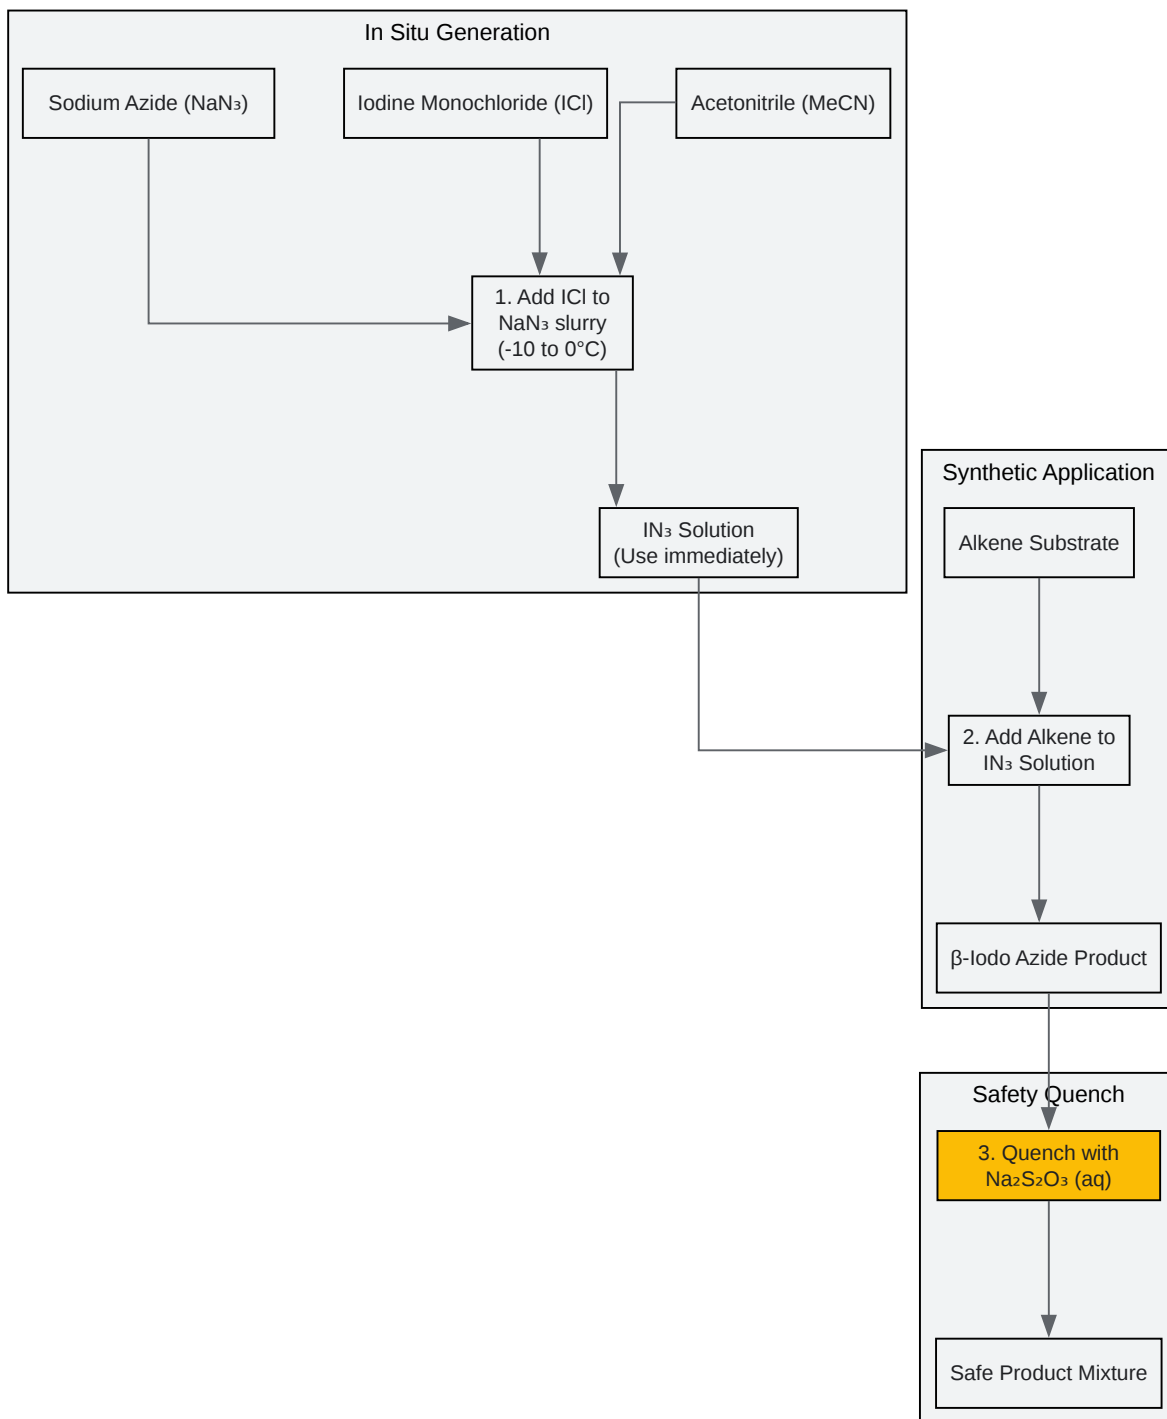 In Situ Generation
Sodium Azide (NaN₃)
Iodine Monochloride (ICl)
Acetonitrile (MeCN)
1. Add ICl to
NaN₃ slurry
(-10 to 0°C)
IN₃ Solution
(Use immediately)
Synthetic Application
Alkene Substrate
2. Add Alkene to
IN₃ Solution
β-Iodo Azide Product
Safety Quench
3. Quench with
Na₂S₂O₃ (aq)
Safe Product Mixture